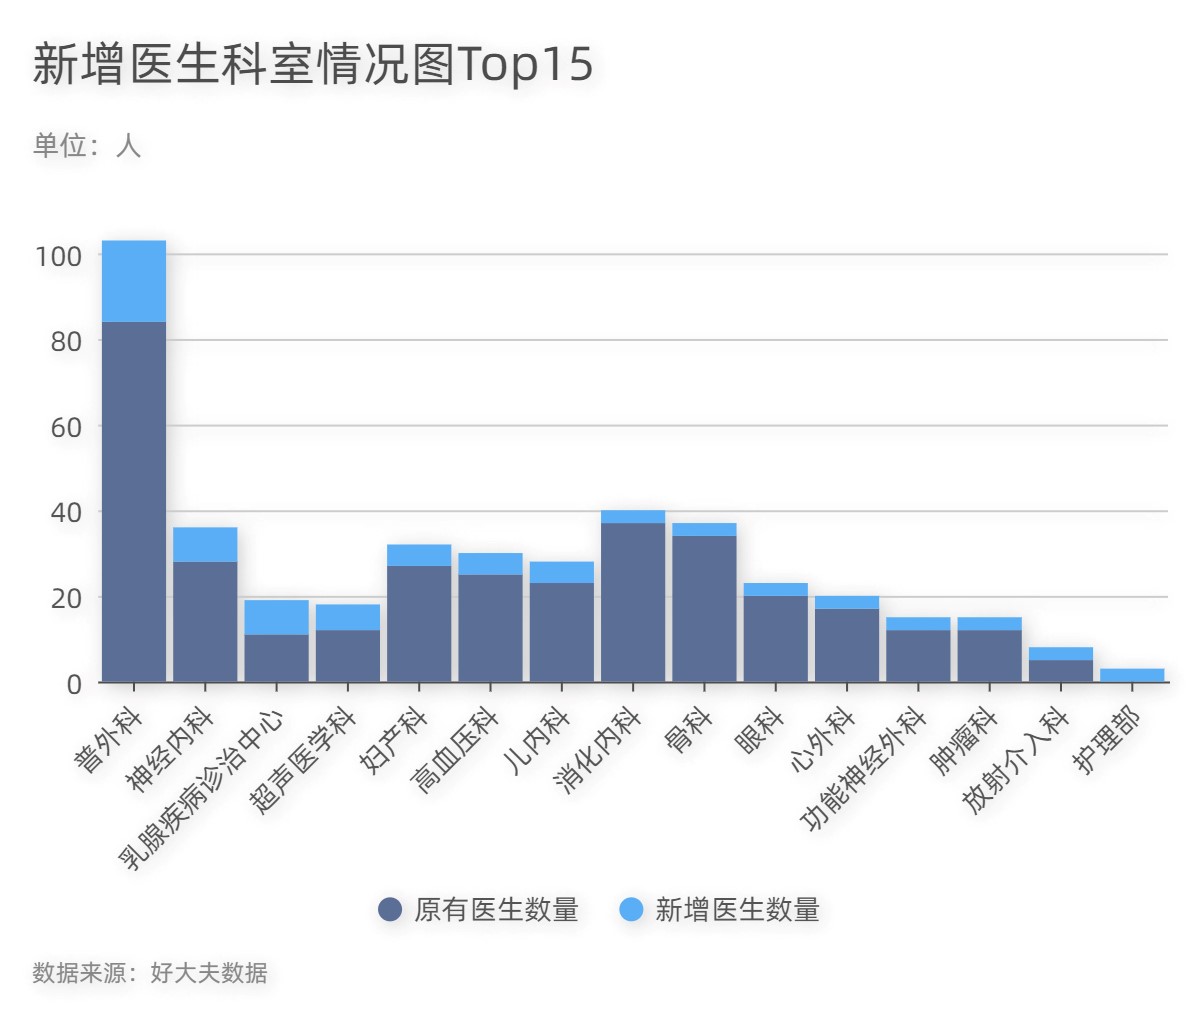 新增医生科室情况图Top15
单位：人
100
80
60
40
20
0
普外科
神经内科
乳腺疾病诊治中心
超声医学科
妇产科
高血压科
儿内科
消化内科
骨科
眼科
心外科
功能神经外科
肿瘤科
放射介入科
护理部
原有医生数量
新增医生数量
数据来源：好大夫数据